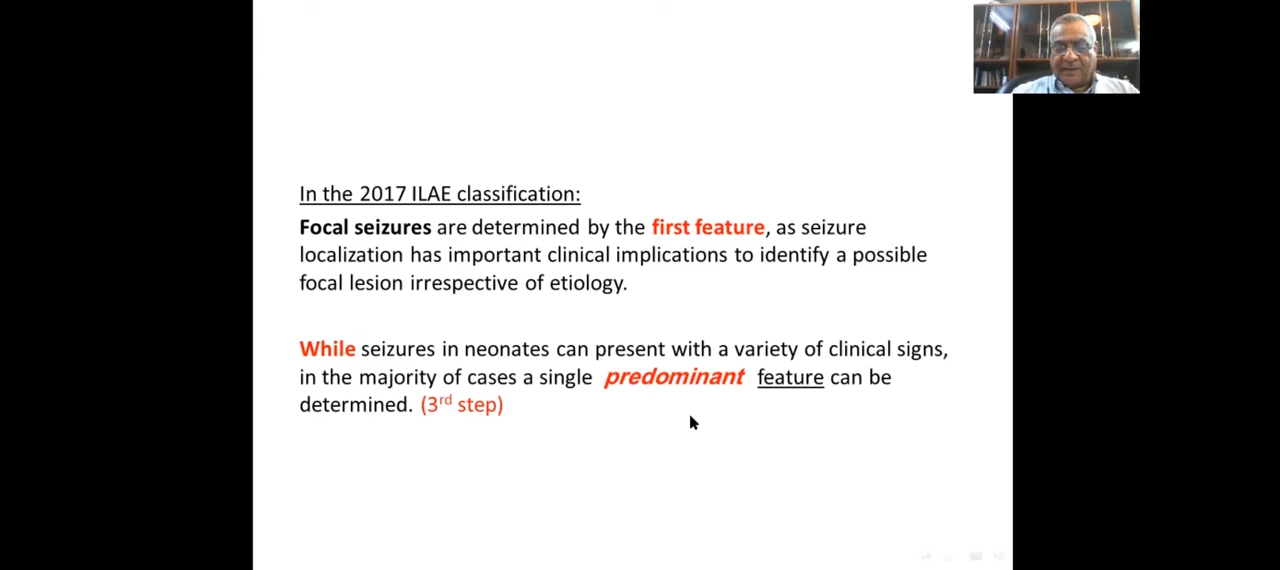 In the 2017 ILAE classification:
Focal seizures are determined by the first feature, as seizure
localization has important clinical implications to identify a possible
focal lesion irrespective of etiology.
While seizures in neonates can present with a variety of clinical signs,
in the majority of cases a single predominant feature can be
determined. (3rd step)